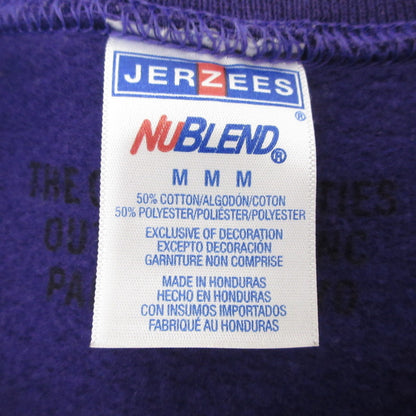 JERZEES ®
NUBLEND ®
M M M
50% COTTON/ALGODÓN/COTON
50% POLYESTER/POLIÉSTER/POLYESTER
EXCLUSIVE OF DECORATION
EXCEPTO DECORACIÓN
GARNITURE NON COMPRISE
MADE IN HONDURAS
HECHO EN HONDURAS
CON INSUMOS IMPORTADOS
FABRIQUÉ AU HONDURAS
THE